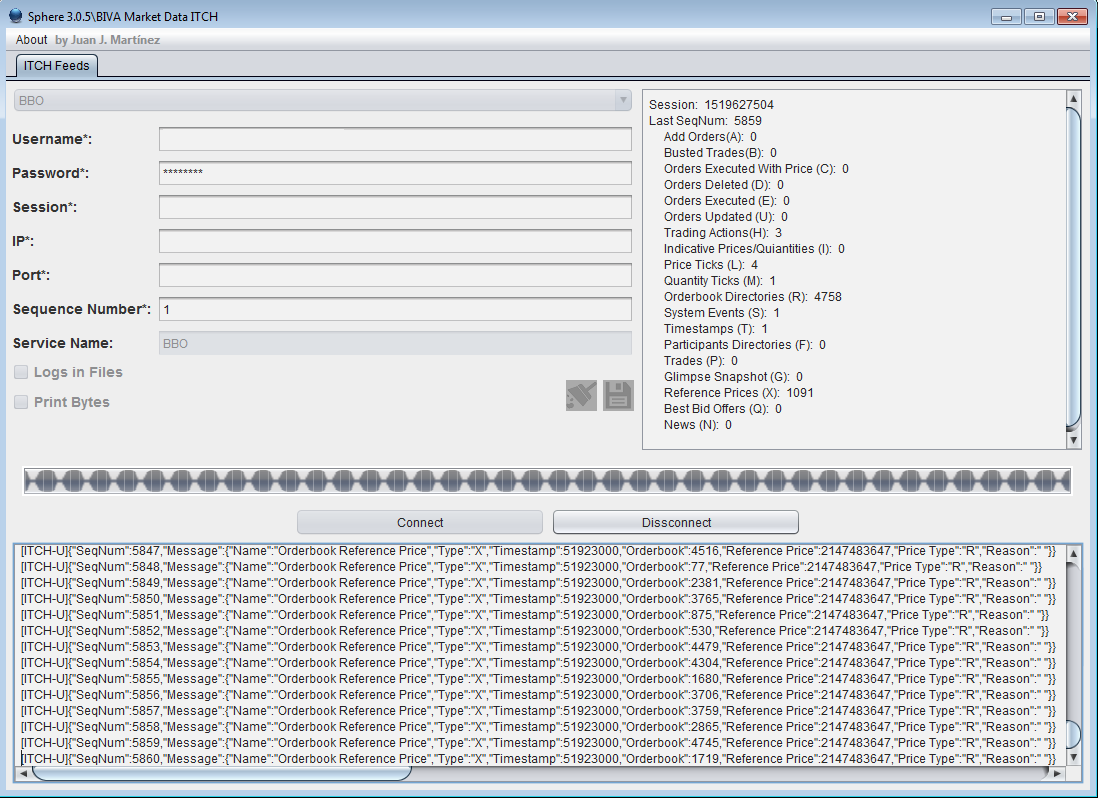 Sphere 3.0.5\BIVA Market Data ITCH
About by Juan J. Martínez
ITCH Feeds
BBO
Username*:
Password*: ********
Session*:
IP*:
Port*:
Sequence Number*: 1
Service Name: BBO
Logs in Files
Print Bytes
Session: 1519627504
Last SeqNum: 5859
Add Orders(A): 0
Busted Trades(B): 0
Orders Executed With Price (C): 0
Orders Deleted (D): 0
Orders Executed (E): 0
Orders Updated (U): 0
Trading Actions(H): 3
Indicative Prices/Quiantities (I): 0
Price Ticks (L): 4
Quantity Ticks (M): 1
Orderbook Directories (R): 4758
System Events (S): 1
Timestamps (T): 1
Participants Directories (F): 0
Trades (P): 0
Glimpse Snapshot (G): 0
Reference Prices (X): 1091
Best Bid Offers (Q): 0
News (N): 0
Connect
Dissconnect
[ITCH-U]{"SeqNum":5847,"Message":{"Name":"Orderbook Reference Price","Type":"X","Timestamp":51923000,"Orderbook":4516,"Reference Price":2147483647,"Price Type":"R","Reason":" "}}
[ITCH-U]{"SeqNum":5848,"Message":{"Name":"Orderbook Reference Price","Type":"X","Timestamp":51923000,"Orderbook":77,"Reference Price":2147483647,"Price Type":"R","Reason":" "}}
[ITCH-U]{"SeqNum":5849,"Message":{"Name":"Orderbook Reference Price","Type":"X","Timestamp":51923000,"Orderbook":2381,"Reference Price":2147483647,"Price Type":"R","Reason":" "}}
[ITCH-U]{"SeqNum":5850,"Message":{"Name":"Orderbook Reference Price","Type":"X","Timestamp":51923000,"Orderbook":3765,"Reference Price":2147483647,"Price Type":"R","Reason":" "}}
[ITCH-U]{"SeqNum":5851,"Message":{"Name":"Orderbook Reference Price","Type":"X","Timestamp":51923000,"Orderbook":875,"Reference Price":2147483647,"Price Type":"R","Reason":" "}}
[ITCH-U]{"SeqNum":5852,"Message":{"Name":"Orderbook Reference Price","Type":"X","Timestamp":51923000,"Orderbook":530,"Reference Price":2147483647,"Price Type":"R","Reason":" "}}
[ITCH-U]{"SeqNum":5853,"Message":{"Name":"Orderbook Reference Price","Type":"X","Timestamp":51923000,"Orderbook":4479,"Reference Price":2147483647,"Price Type":"R","Reason":" "}}
[ITCH-U]{"SeqNum":5854,"Message":{"Name":"Orderbook Reference Price","Type":"X","Timestamp":51923000,"Orderbook":4304,"Reference Price":2147483647,"Price Type":"R","Reason":" "}}
[ITCH-U]{"SeqNum":5855,"Message":{"Name":"Orderbook Reference Price","Type":"X","Timestamp":51923000,"Orderbook":1680,"Reference Price":2147483647,"Price Type":"R","Reason":" "}}
[ITCH-U]{"SeqNum":5856,"Message":{"Name":"Orderbook Reference Price","Type":"X","Timestamp":51923000,"Orderbook":3706,"Reference Price":2147483647,"Price Type":"R","Reason":" "}}
[ITCH-U]{"SeqNum":5857,"Message":{"Name":"Orderbook Reference Price","Type":"X","Timestamp":51923000,"Orderbook":3759,"Reference Price":2147483647,"Price Type":"R","Reason":" "}}
[ITCH-U]{"SeqNum":5858,"Message":{"Name":"Orderbook Reference Price","Type":"X","Timestamp":51923000,"Orderbook":2865,"Reference Price":2147483647,"Price Type":"R","Reason":" "}}
[ITCH-U]{"SeqNum":5859,"Message":{"Name":"Orderbook Reference Price","Type":"X","Timestamp":51923000,"Orderbook":4745,"Reference Price":2147483647,"Price Type":"R","Reason":" "}}
[ITCH-U]{"SeqNum":5860,"Message":{"Name":"Orderbook Reference Price","Type":"X","Timestamp":51923000,"Orderbook":1719,"Reference Price":2147483647,"Price Type":"R","Reason":" "}}